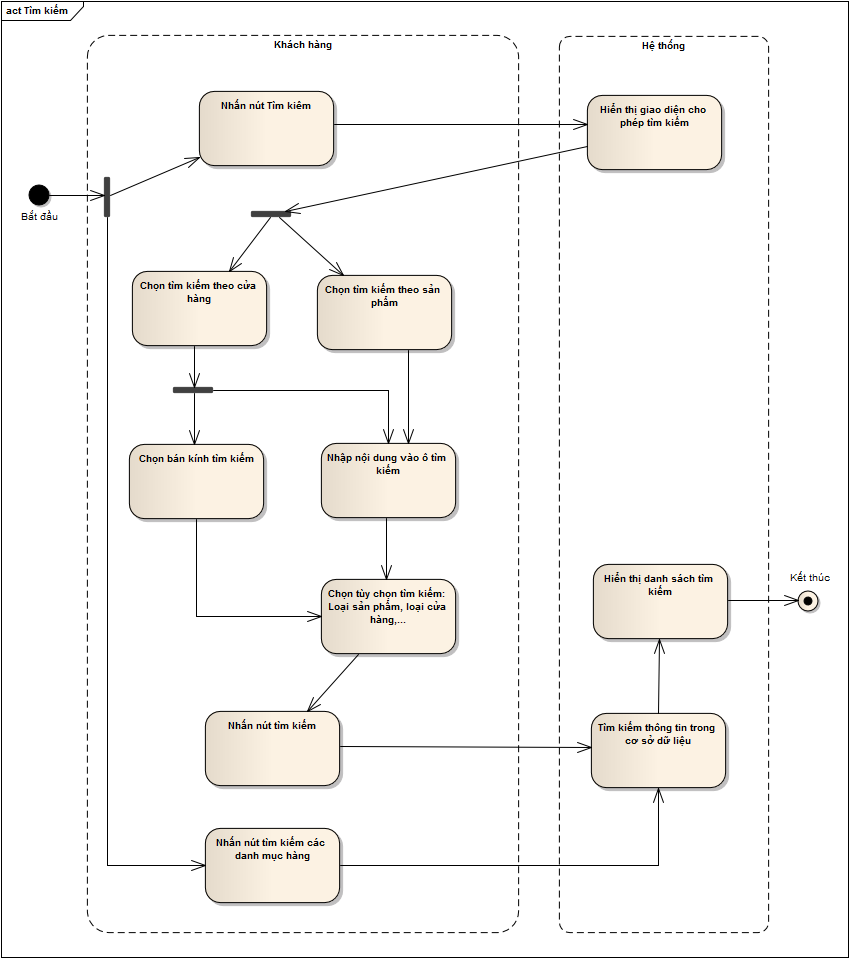 act Tìm kiếm
Khách hàng
Hệ thống
Nhấn nút Tìm kiếm
Hiển thị giao diện cho
phép tìm kiếm
Bắt đầu
Chọn tìm kiếm theo cửa
hàng
Chọn tìm kiếm theo sản
phẩm
Chọn bán kính tìm kiếm
Nhập nội dung vào ô tìm
kiếm
Chọn tùy chọn tìm kiếm:
Loại sản phẩm, loại cửa
hàng,...
Hiển thị danh sách tìm
kiếm
Kết thúc
Nhấn nút tìm kiếm
Tìm kiếm thông tin trong
cơ sở dữ liệu
Nhấn nút tìm kiếm các
danh mục hàng